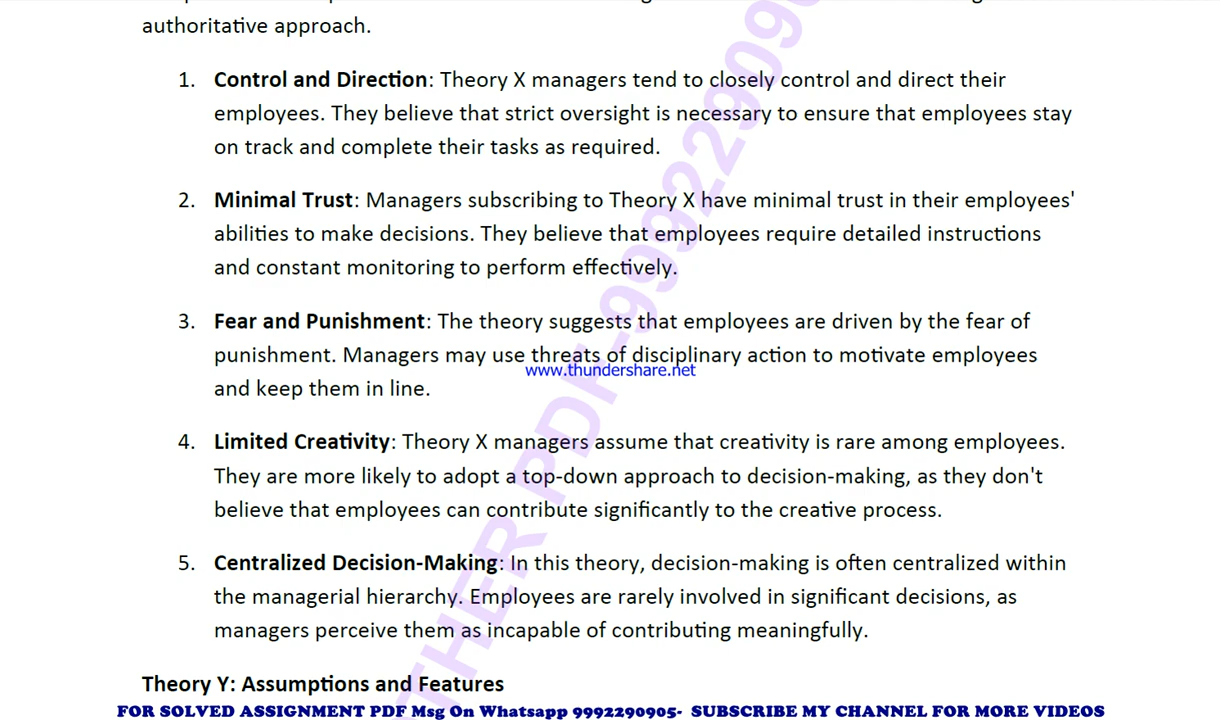 authoritative approach.
1. Control and Direction: Theory X managers tend to closely control and direct their
employees. They believe that strict oversight is necessary to ensure that employees stay
on track and complete their tasks as required.
2. Minimal Trust: Managers subscribing to Theory X have minimal trust in their employees'
abilities to make decisions. They believe that employees require detailed instructions
and constant monitoring to perform effectively.
3. Fear and Punishment: The theory suggests that employees are driven by the fear of
punishment. Managers may use threats of disciplinary action to motivate employees
www.thundershare.net
and keep them in line.
4. Limited Creativity: Theory X managers assume that creativity is rare among employees.
They are more likely to adopt a top-down approach to decision-making, as they don't
believe that employees can contribute significantly to the creative process.
5. Centralized Decision-Making: In this theory, decision-making is often centralized within
the managerial hierarchy. Employees are rarely involved in significant decisions, as
managers perceive them as incapable of contributing meaningfully.
Theory Y: Assumptions and Features
FOR SOLVED ASSIGNMENT PDF Msg On Whatsapp 9992290905- SUBSCRIBE MY CHANNEL FOR MORE VIDEOS
THER PDF-999229090